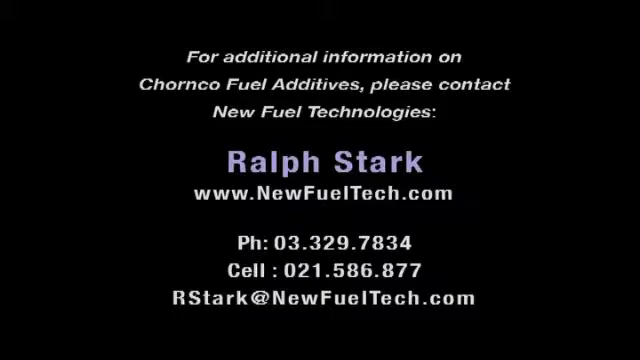 For additional information on
Chornco Fuel Additives, please contact
New Fuel Technologies:
Ralph Stark
www.NewFuelTech.com
Ph: 03.329.7834
Cell : 021.586.877
RStark@NewFuelTech.com